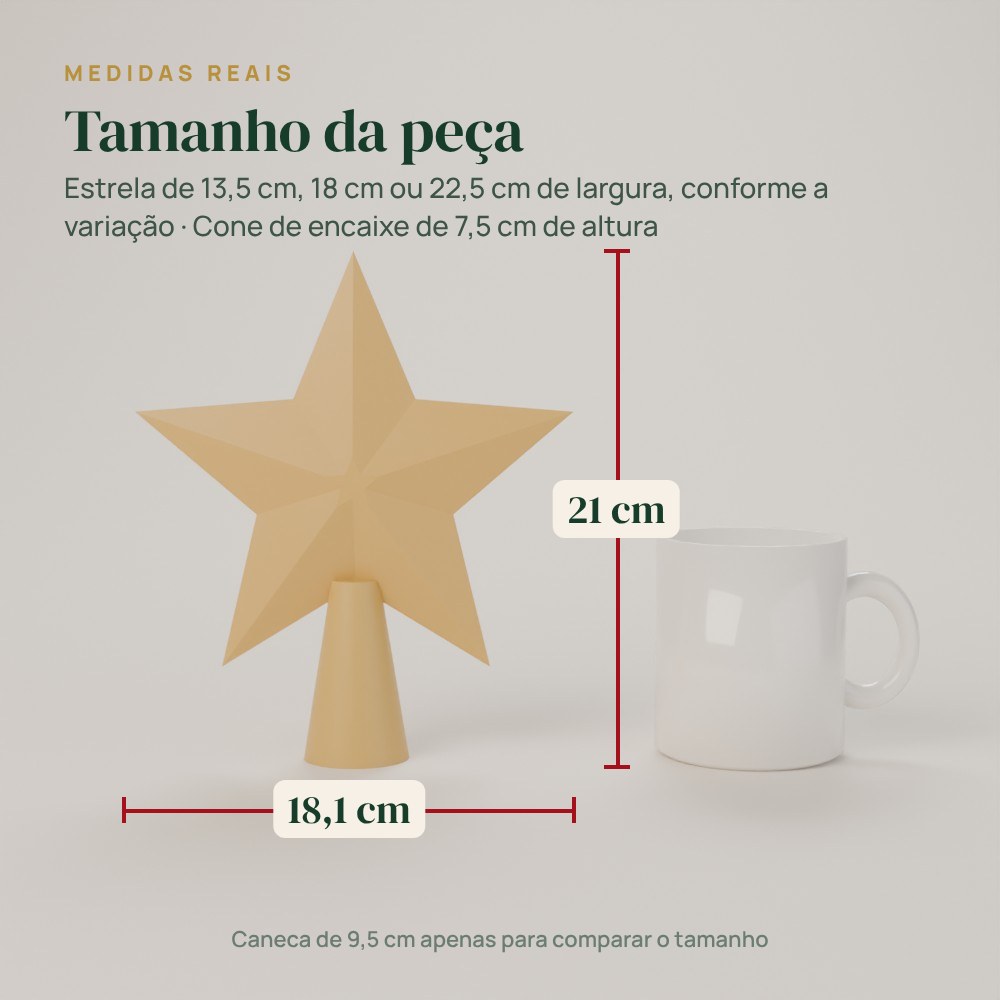 MEDIDAS REAIS
Tamanho da peça
Estrela de 13,5 cm, 18 cm ou 22,5 cm de largura, conforme a
variação · Cone de encaixe de 7,5 cm de altura
21 cm
18,1 cm
Caneca de 9,5 cm apenas para comparar o tamanho